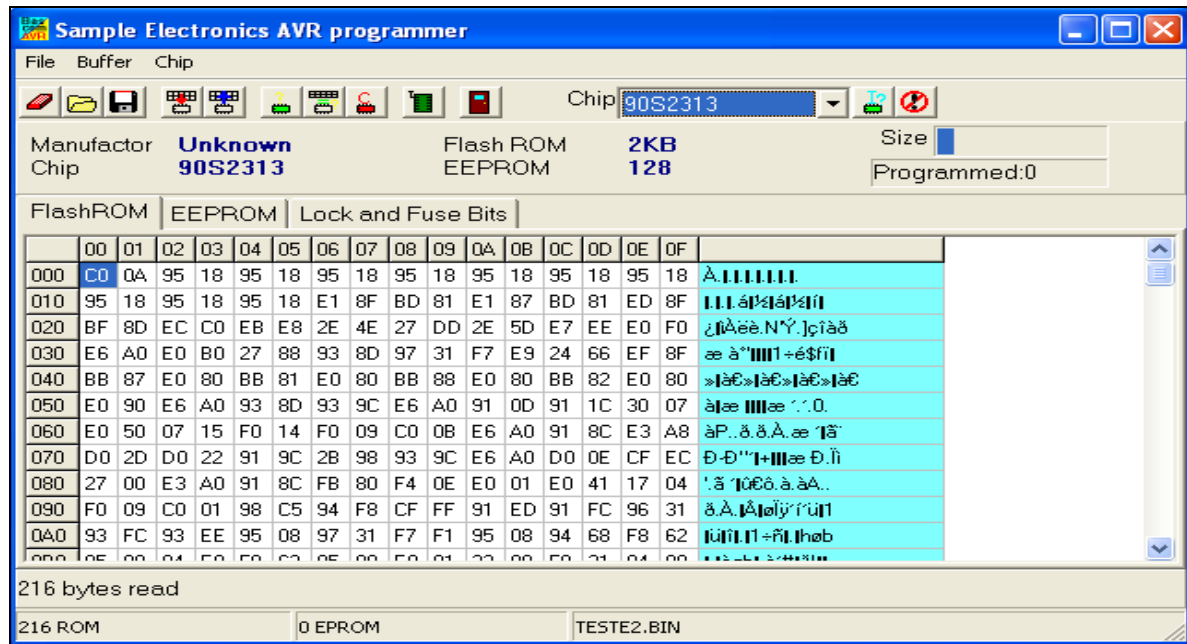 Sample Electronics AVR programmer
File Buffer Chip
Chip 90S2313
Manufactor Unknown Flash ROM 2KB Size
Chip 90S2313 EEPROM 128 Programmed:0
FlashROM EEPROM Lock and Fuse Bits
00 01 02 03 04 05 06 07 08 09 0A 0B 0C 0D 0E 0F
000 C0 0A 95 18 95 18 95 18 95 18 95 18 95 18 95 18
010 95 18 95 18 95 18 E1 8F BD 81 E1 87 BD 81 ED 8F
020 BF 8D EC C0 EB E8 2E 4E 27 DD 2E 5D E7 EE E0 F0
030 E6 A0 E0 B0 27 88 93 8D 97 31 F7 E9 24 66 EF 8F
040 BB 87 E0 80 BB 81 E0 80 BB 88 E0 80 BB 82 E0 80
050 E0 90 E6 A0 93 8D 93 9C E6 A0 91 0D 91 1C 30 07
060 E0 50 07 15 F0 14 F0 09 C0 0B E6 A0 91 8C E3 A8
070 D0 2D D0 22 91 9C 2B 98 93 9C E6 A0 D0 0E CF EC
080 27 00 E3 A0 91 8C FB 80 F4 0E E0 01 E0 41 17 04
090 F0 09 C0 01 98 C5 94 F8 CF FF 91 ED 91 FC 96 31
0A0 93 FC 93 EE 95 08 97 31 F7 F1 95 08 94 68 F8 62
216 bytes read
216 ROM 0 EPROM TESTE2.BIN